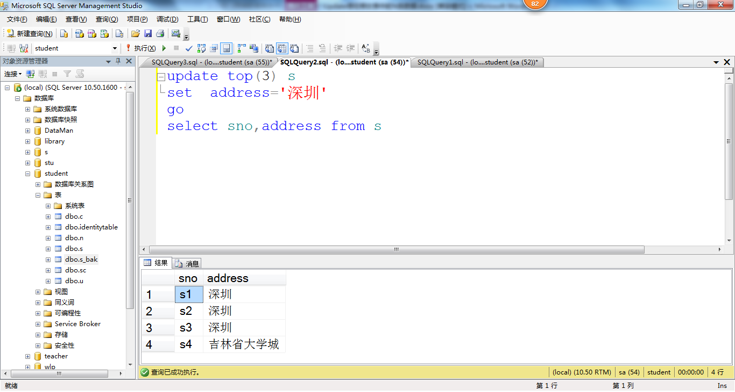 Microsoft SQL Server Management Studio
82
文件(F) 编辑(E) 查看(V) 查询(Q) 项目(P) 调试(D) 工具(T) 窗口(W) 社区(C) 帮助(H)
新建查询(N)
student 执行(X)
对象资源管理器
SQLQuery3.sql - (lo....student (sa (55))* SQLQuery2.sql - (lo....student (sa (54))* SQLQuery1.sql - (lo....student (sa (52))*
连接
(local) (SQL Server 10.50.1600 -
数据库
系统数据库
数据库快照
DataMan
library
s
stu
student
数据库关系图
表
系统表
dbo.c
dbo.identitytable
dbo.n
dbo.s
dbo.s_bak
dbo.sc
dbo.u
视图
同义词
可编程性
Service Broker
存储
安全性
teacher
wlp
update top(3) s
set address='深圳'
go
select sno,address from s
结果 消息
sno address
1 s1 深圳
2 s2 深圳
3 s3 深圳
4 s4 吉林省大学城
查询已成功执行。 (local) (10.50 RTM) sa (54) student 00:00:00 4 行
就绪 第 1 行 第 1 列 Ins